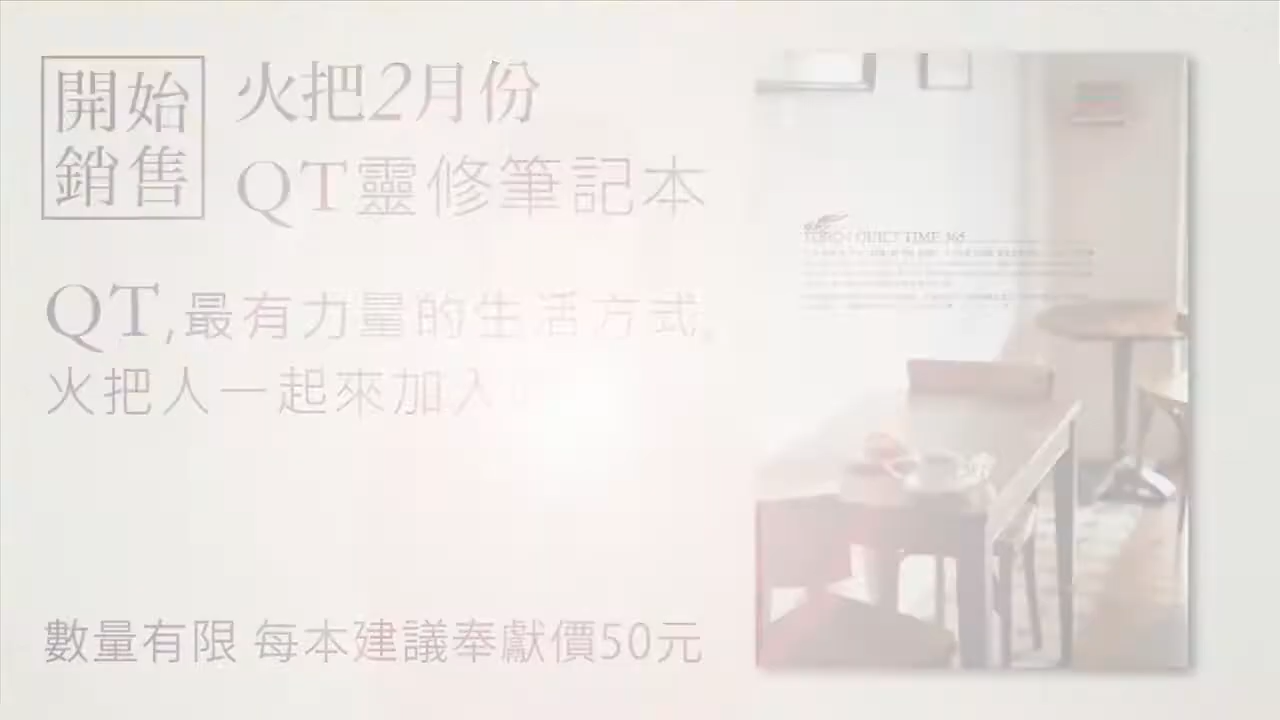 開始
銷售
火把2月份
QT靈修筆記本
QT,最有力量的生活方式,
火把人一起來加入
數量有限 每本建議奉獻價50元
QUIET TIME 365